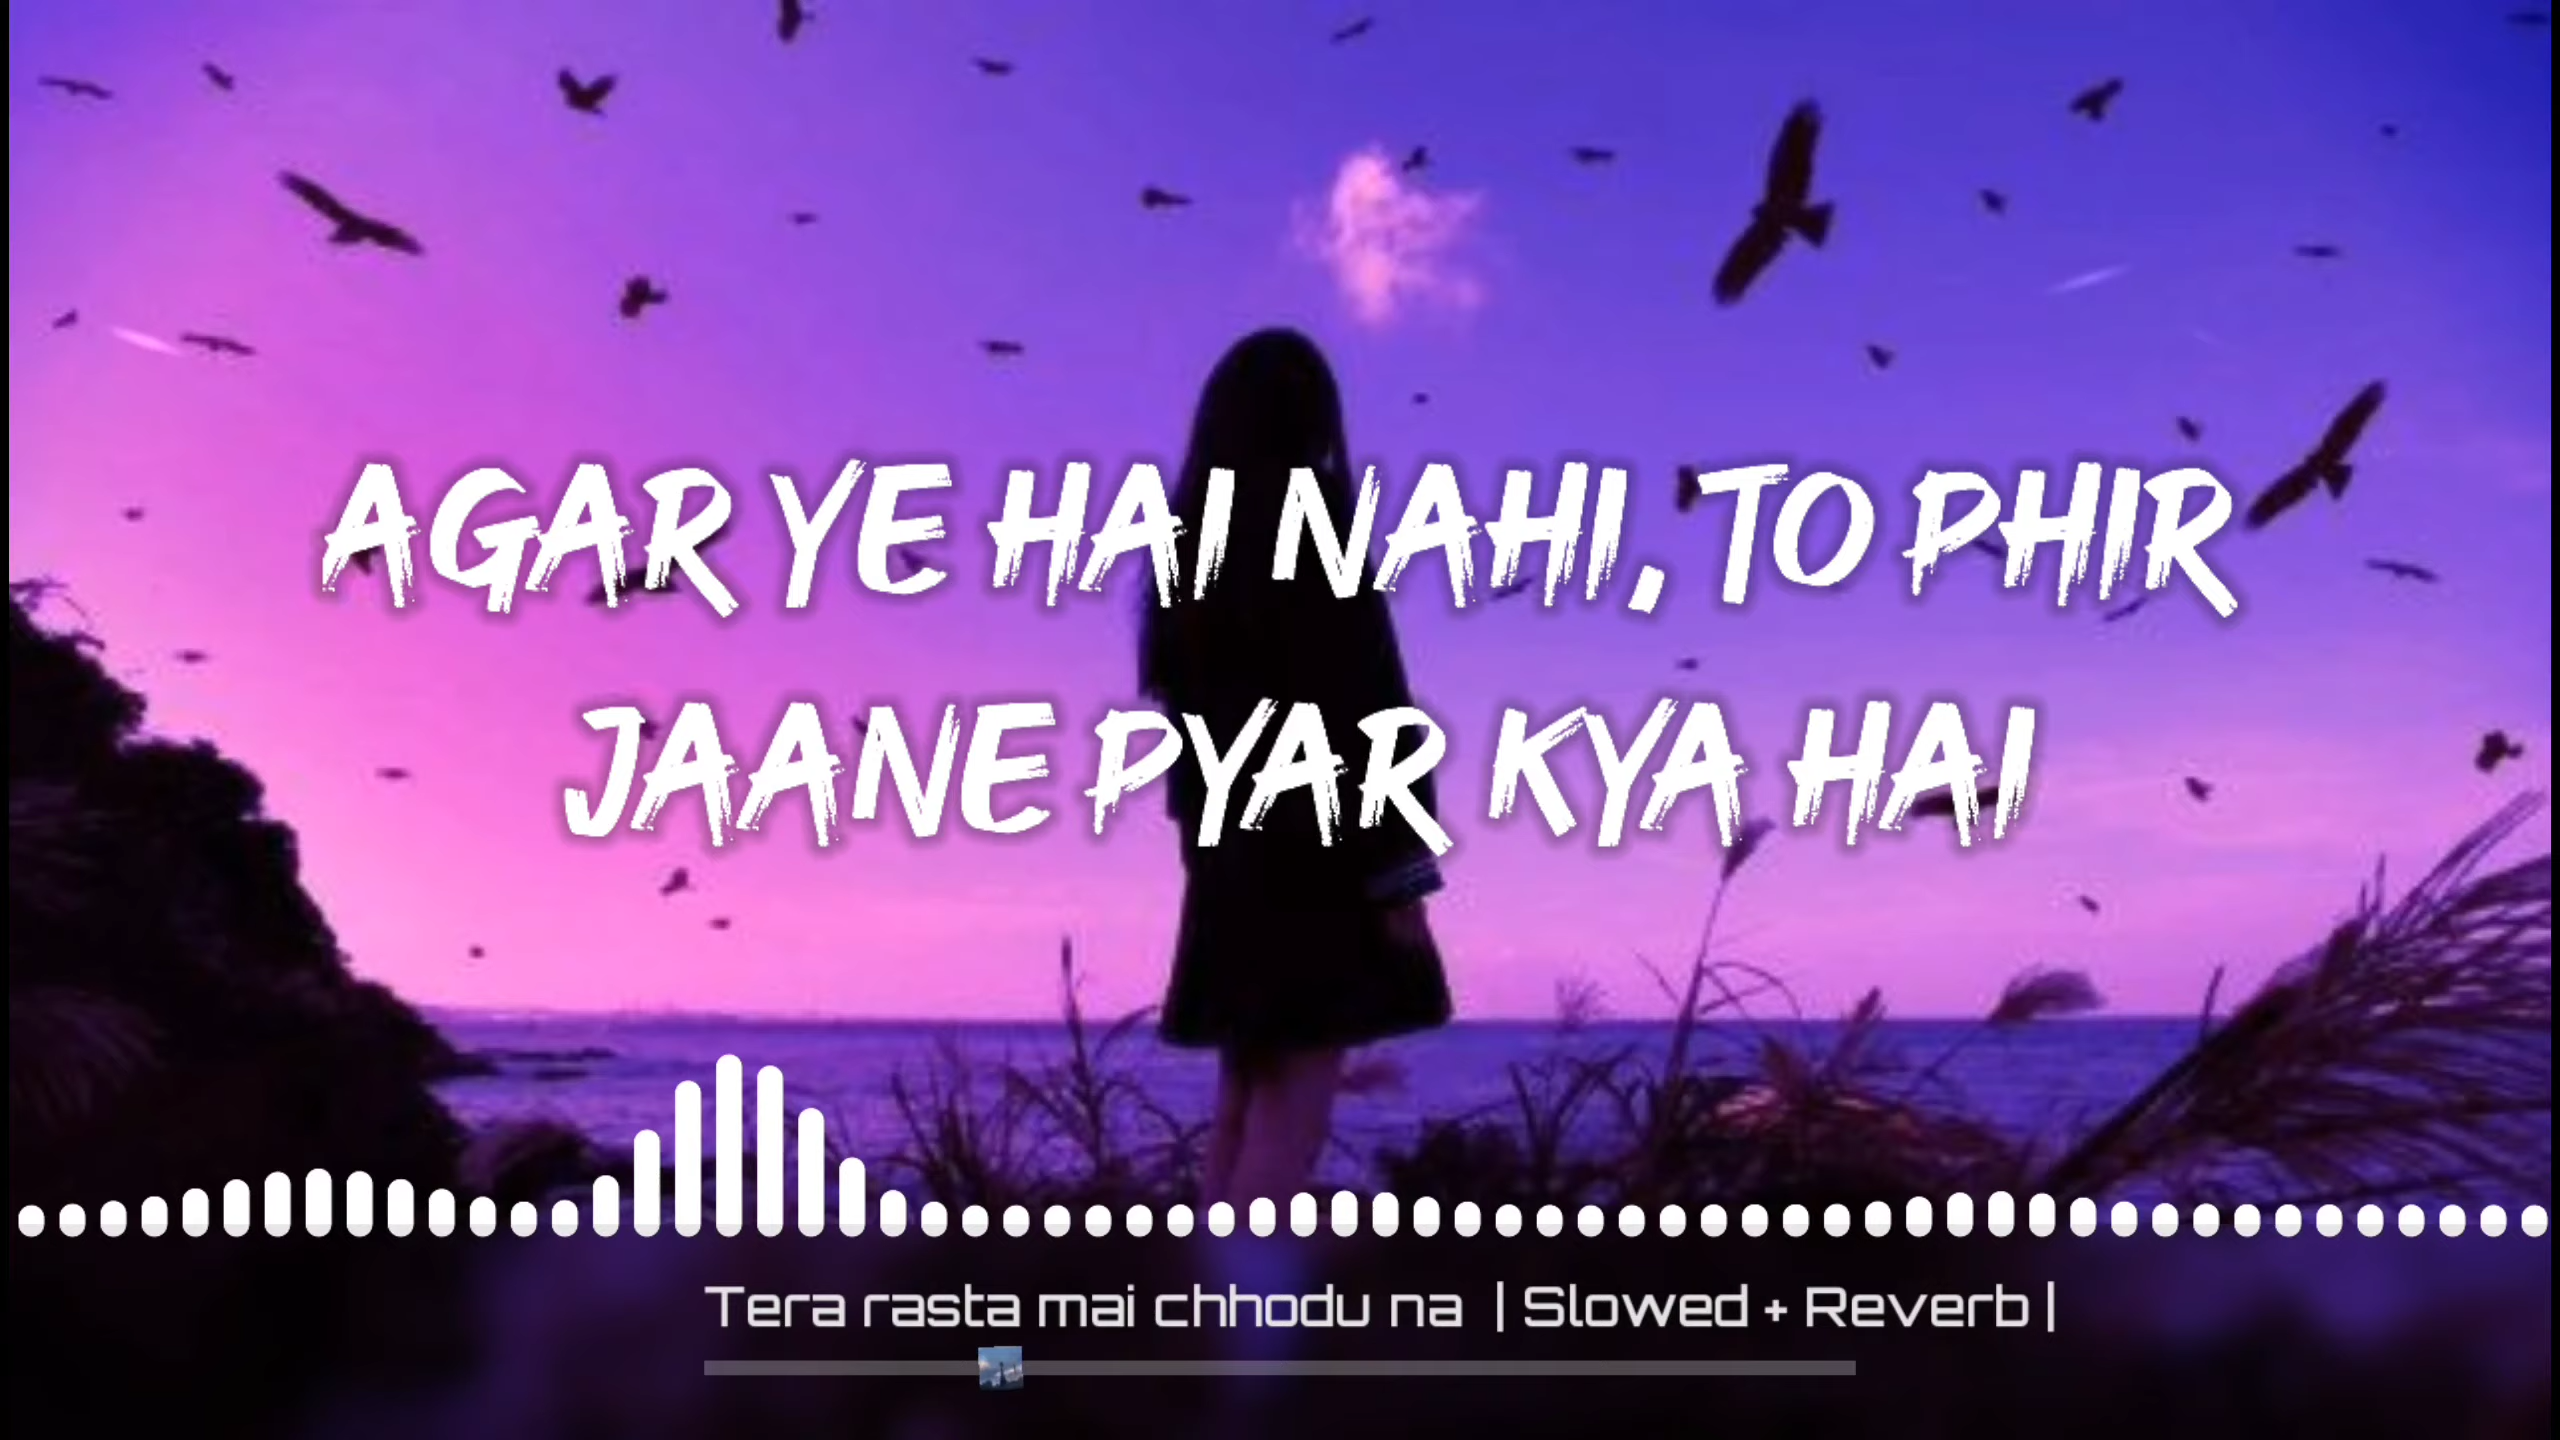 AGAR YE HAI NAHI, TO PHIR
JAANE PYAR KYA HAI
Tera rasta mai chhodu na | Slowed + Reverb |